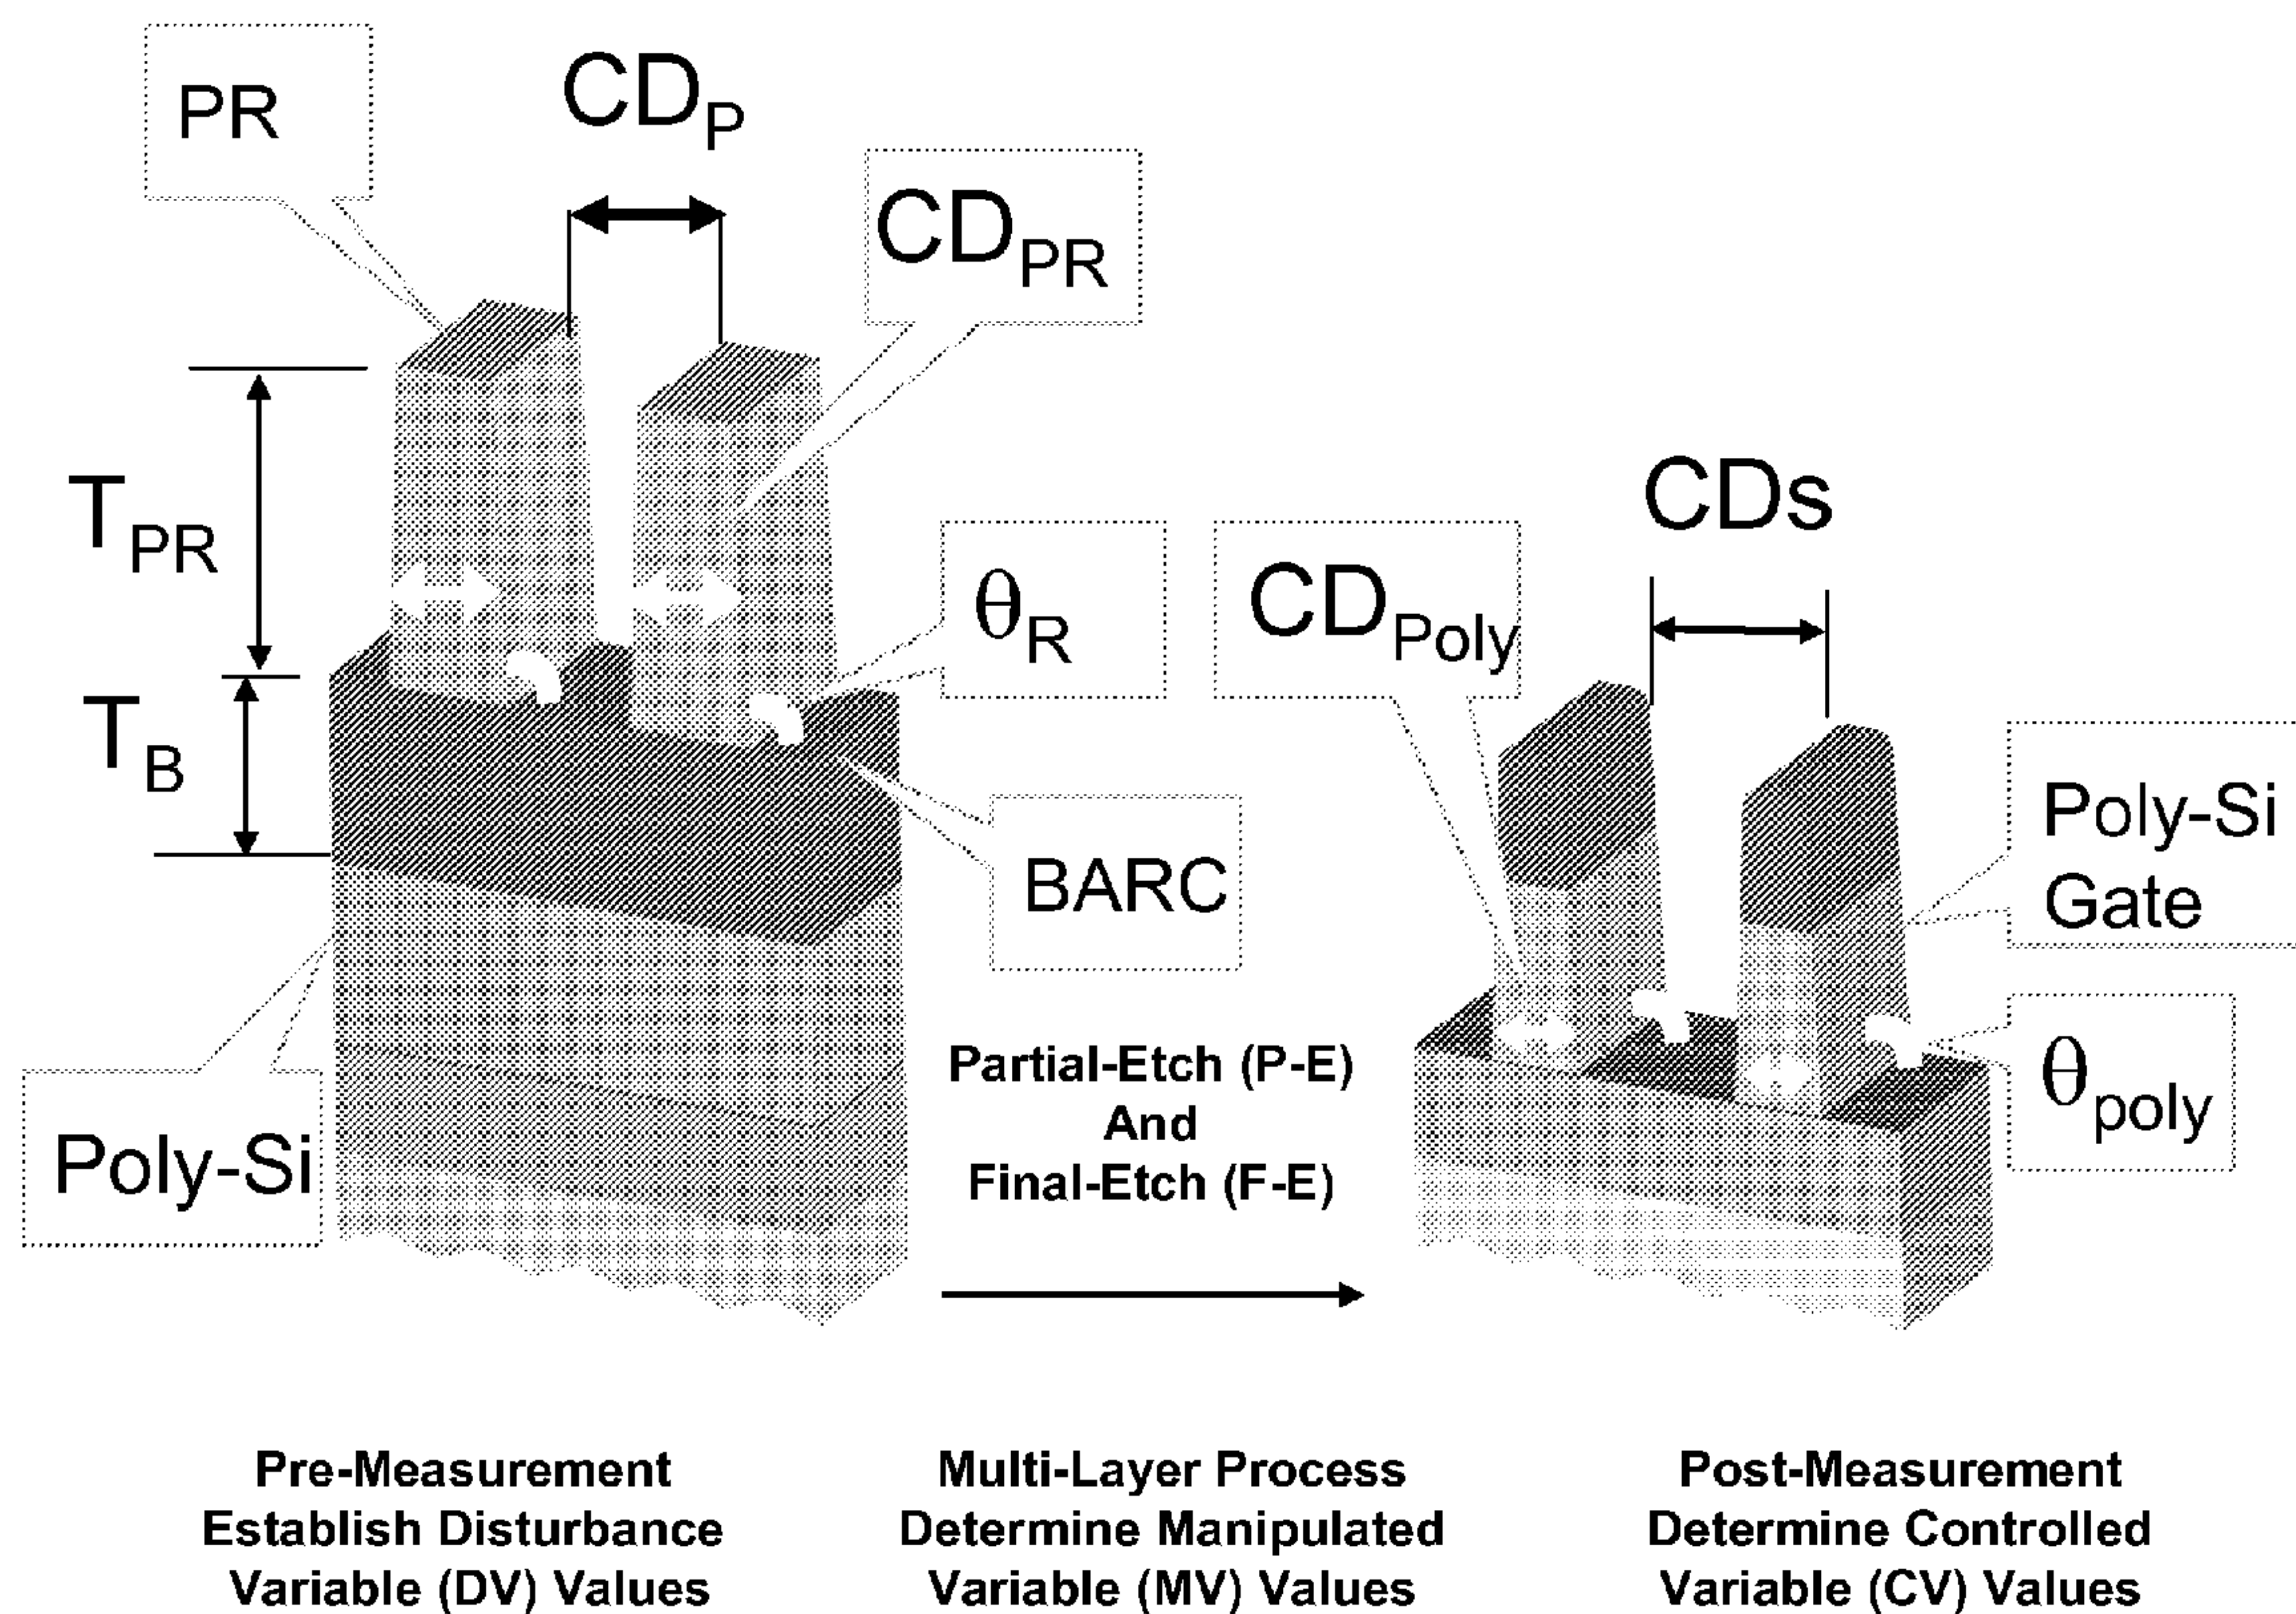 PR
CDP
CDPR
TPR
TB
θR
BARC
Poly-Si
Partial-Etch (P-E)
And
Final-Etch (F-E)
CDs
CDPoly
Poly-Si
Gate
θpoly
Pre-Measurement
Establish Disturbance
Variable (DV) Values
Multi-Layer Process
Determine Manipulated
Variable (MV) Values
Post-Measurement
Determine Controlled
Variable (CV) Values